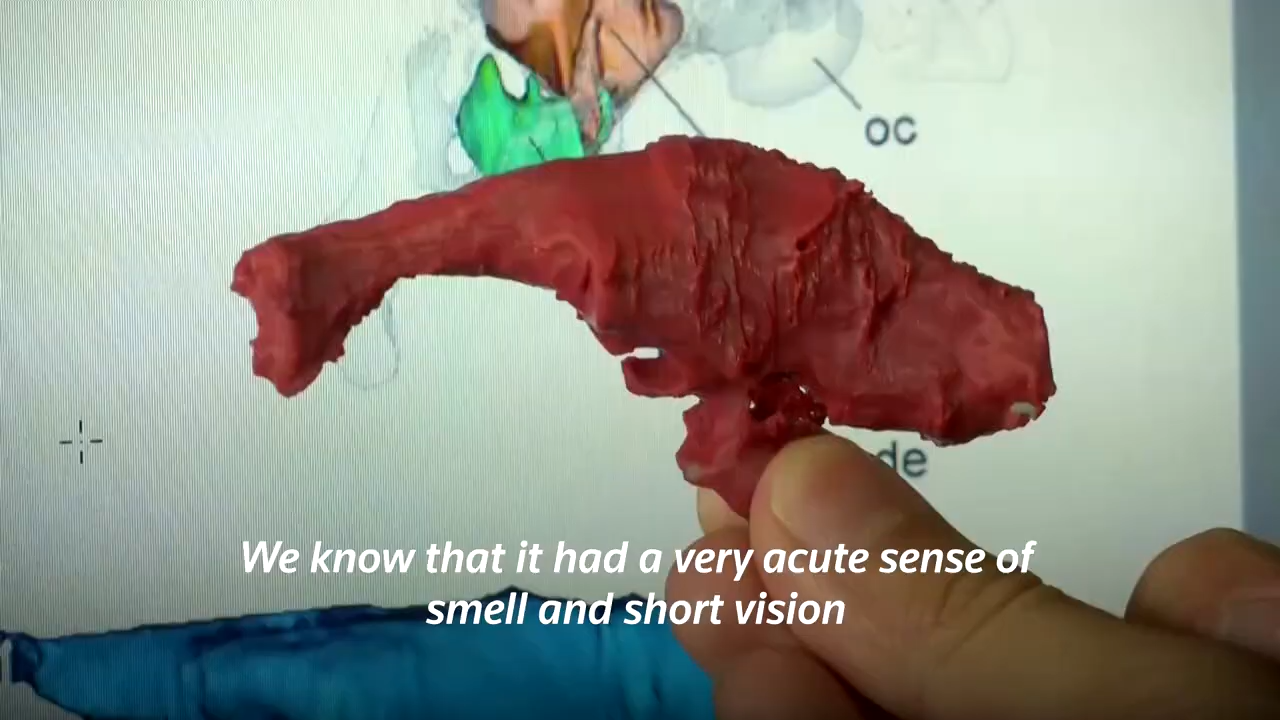 oc
de
We know that it had a very acute sense of
smell and short vision